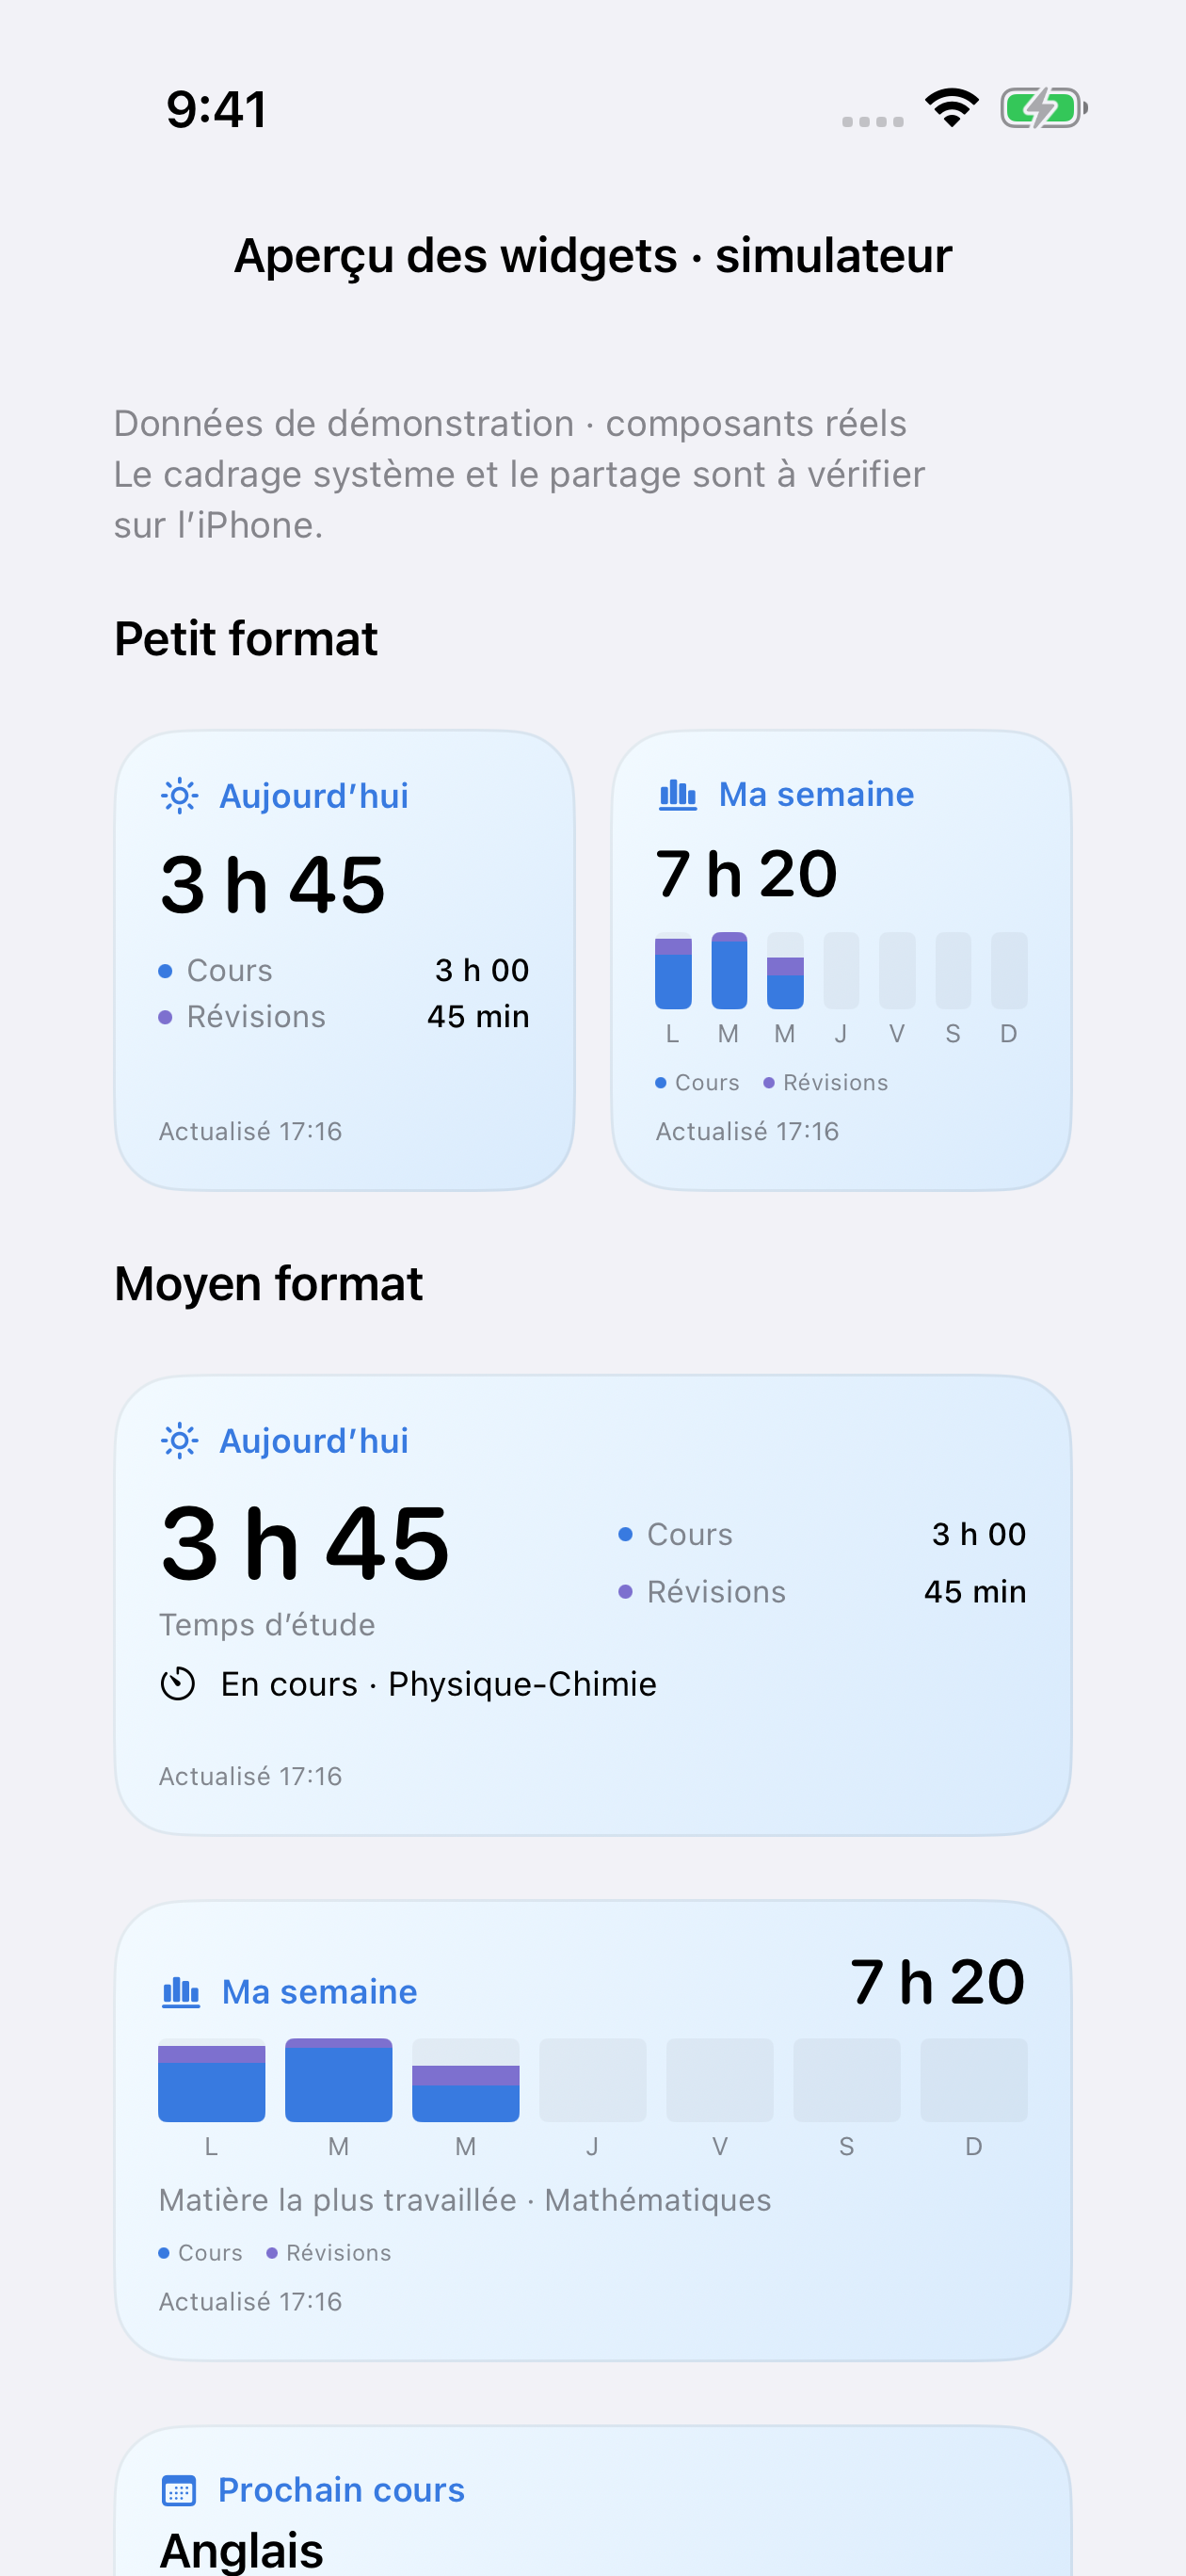 9:41
Aperçu des widgets · simulateur
Données de démonstration · composants réels
Le cadrage système et le partage sont à vérifier
sur l’iPhone.
Petit format
Aujourd’hui
3 h 45
Cours 3 h 00
Révisions 45 min
Actualisé 17:16
Ma semaine
7 h 20
L M M J V S D
Cours Révisions
Actualisé 17:16
Moyen format
Aujourd’hui
3 h 45
Cours 3 h 00
Révisions 45 min
Temps d’étude
En cours · Physique-Chimie
Actualisé 17:16
Ma semaine 7 h 20
L M M J V S D
Matière la plus travaillée · Mathématiques
Cours Révisions
Actualisé 17:16
Prochain cours
Anglais